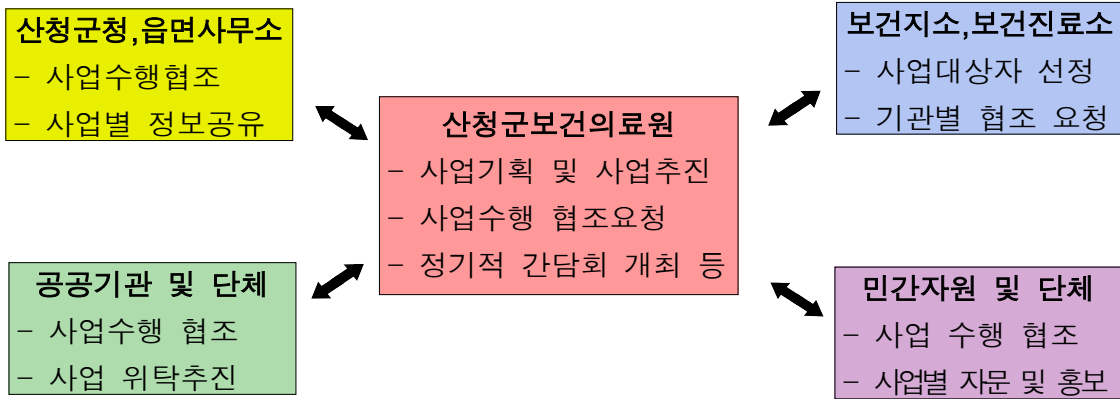 산청군청,읍면사무소
- 사업수행협조
- 사업별 정보공유
보건지소,보건진료소
- 사업대상자 선정
- 기관별 협조 요청
산청군보건의료원
- 사업기획 및 사업추진
- 사업수행 협조요청
- 정기적 간담회 개최 등
공공기관 및 단체
- 사업수행 협조
- 사업 위탁추진
민간자원 및 단체
- 사업 수행 협조
- 사업별 자문 및 홍보